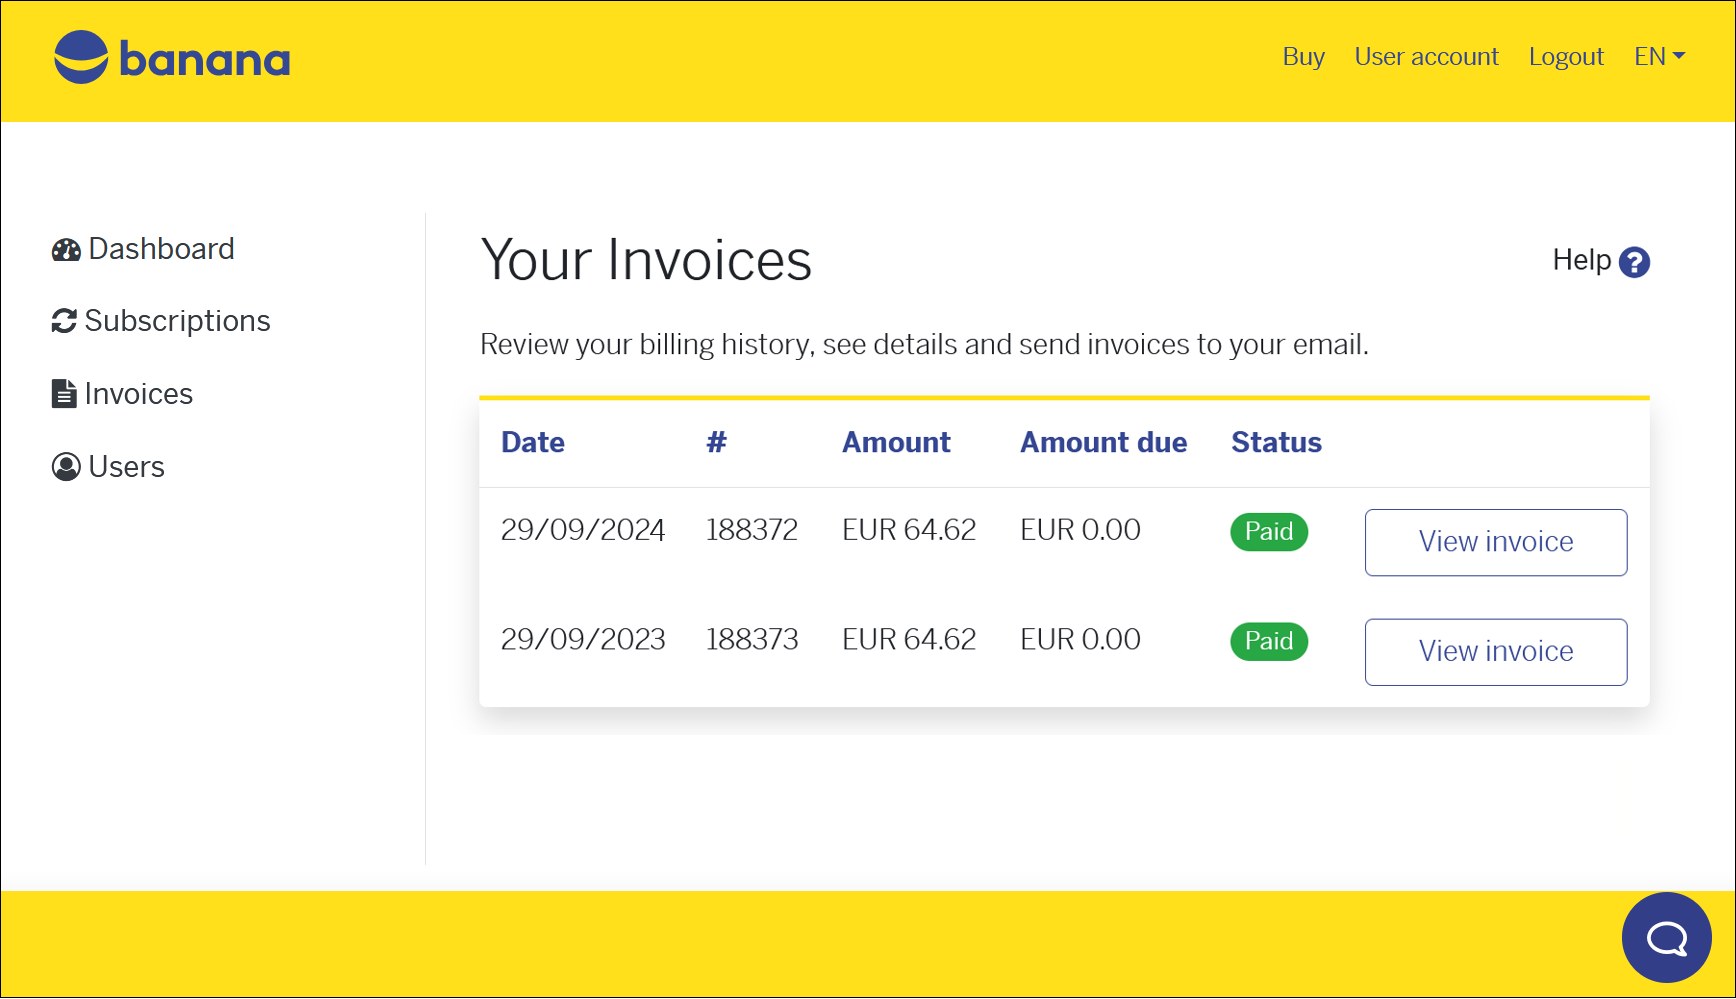 banana
Buy User account Logout EN
Dashboard
Subscriptions
Invoices
Users
Your Invoices
Help ?
Review your billing history, see details and send invoices to your email.
Date # Amount Amount due Status
29/09/2024 188372 EUR 64.62 EUR 0.00 Paid View invoice
29/09/2023 188373 EUR 64.62 EUR 0.00 Paid View invoice